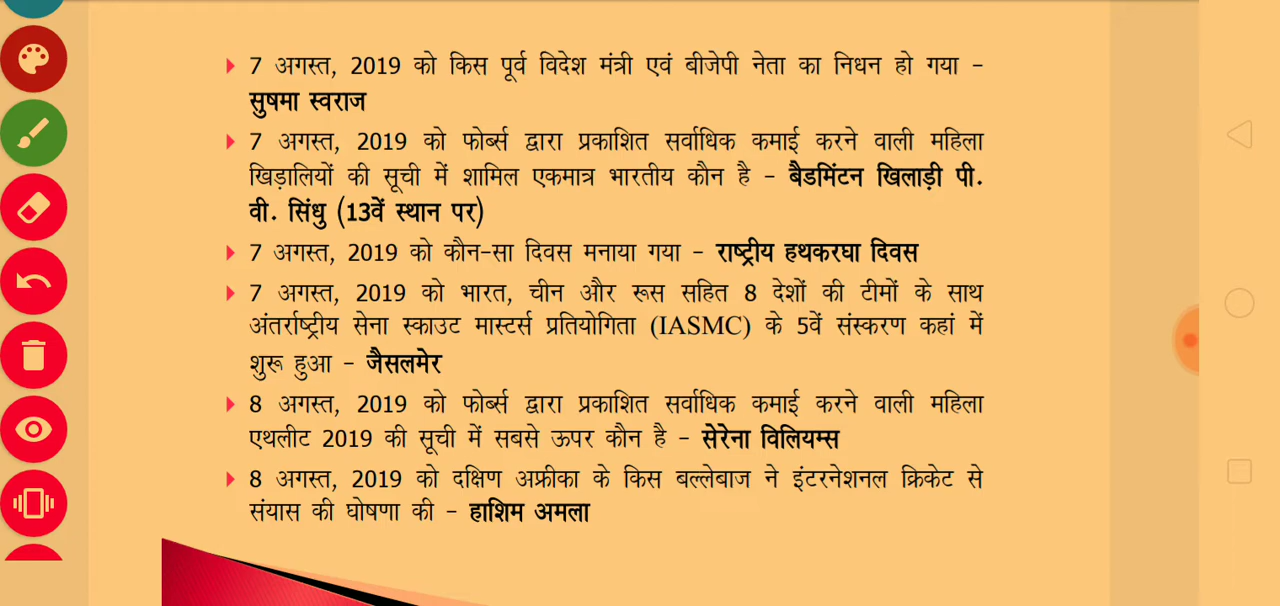 7 अगस्त, 2019 को किस पूर्व विदेश मंत्री एवं बीजेपी नेता का निधन हो गया -
सुषमा स्वराज
7 अगस्त, 2019 को फोर्ब्स द्वारा प्रकाशित सर्वाधिक कमाई करने वाली महिला
खिड़ालियों की सूची में शामिल एकमात्र भारतीय कौन है - बैडमिंटन खिलाड़ी पी.
वी. सिंधु (13वें स्थान पर)
7 अगस्त, 2019 को कौन-सा दिवस मनाया गया - राष्ट्रीय हथकरघा दिवस
7 अगस्त, 2019 को भारत, चीन और रूस सहित 8 देशों की टीमों के साथ
अंतर्राष्ट्रीय सेना स्काउट मास्टर्स प्रतियोगिता (IASMC) के 5वें संस्करण कहां में
शुरू हुआ - जैसलमेर
8 अगस्त, 2019 को फोर्ब्स द्वारा प्रकाशित सर्वाधिक कमाई करने वाली महिला
एथलीट 2019 की सूची में सबसे ऊपर कौन है - सेरेना विलियम्स
8 अगस्त, 2019 को दक्षिण अफ्रीका के किस बल्लेबाज ने इंटरनेशनल क्रिकेट से
संयास की घोषणा की - हाशिम अमला